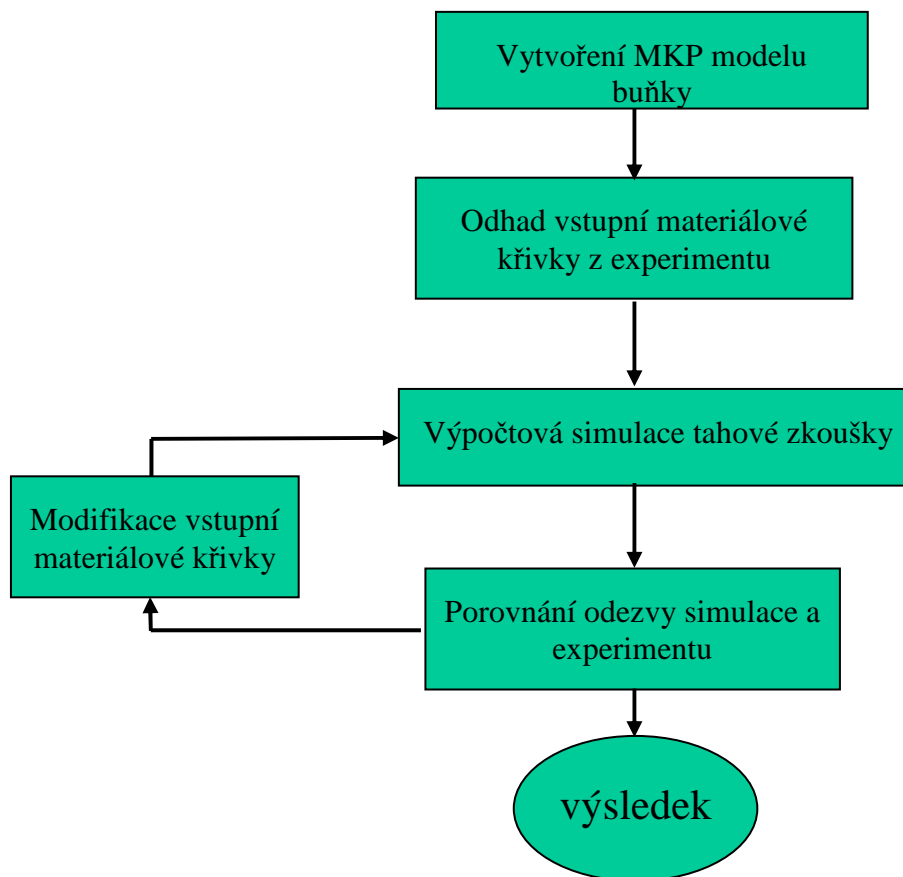 Vytvoření MKP modelu
buňky
Odhad vstupní materiálové
křivky z experimentu
Výpočtová simulace tahové zkoušky
Modifikace vstupní
materiálové křivky
Porovnání odezvy simulace a
experimentu
výsledek